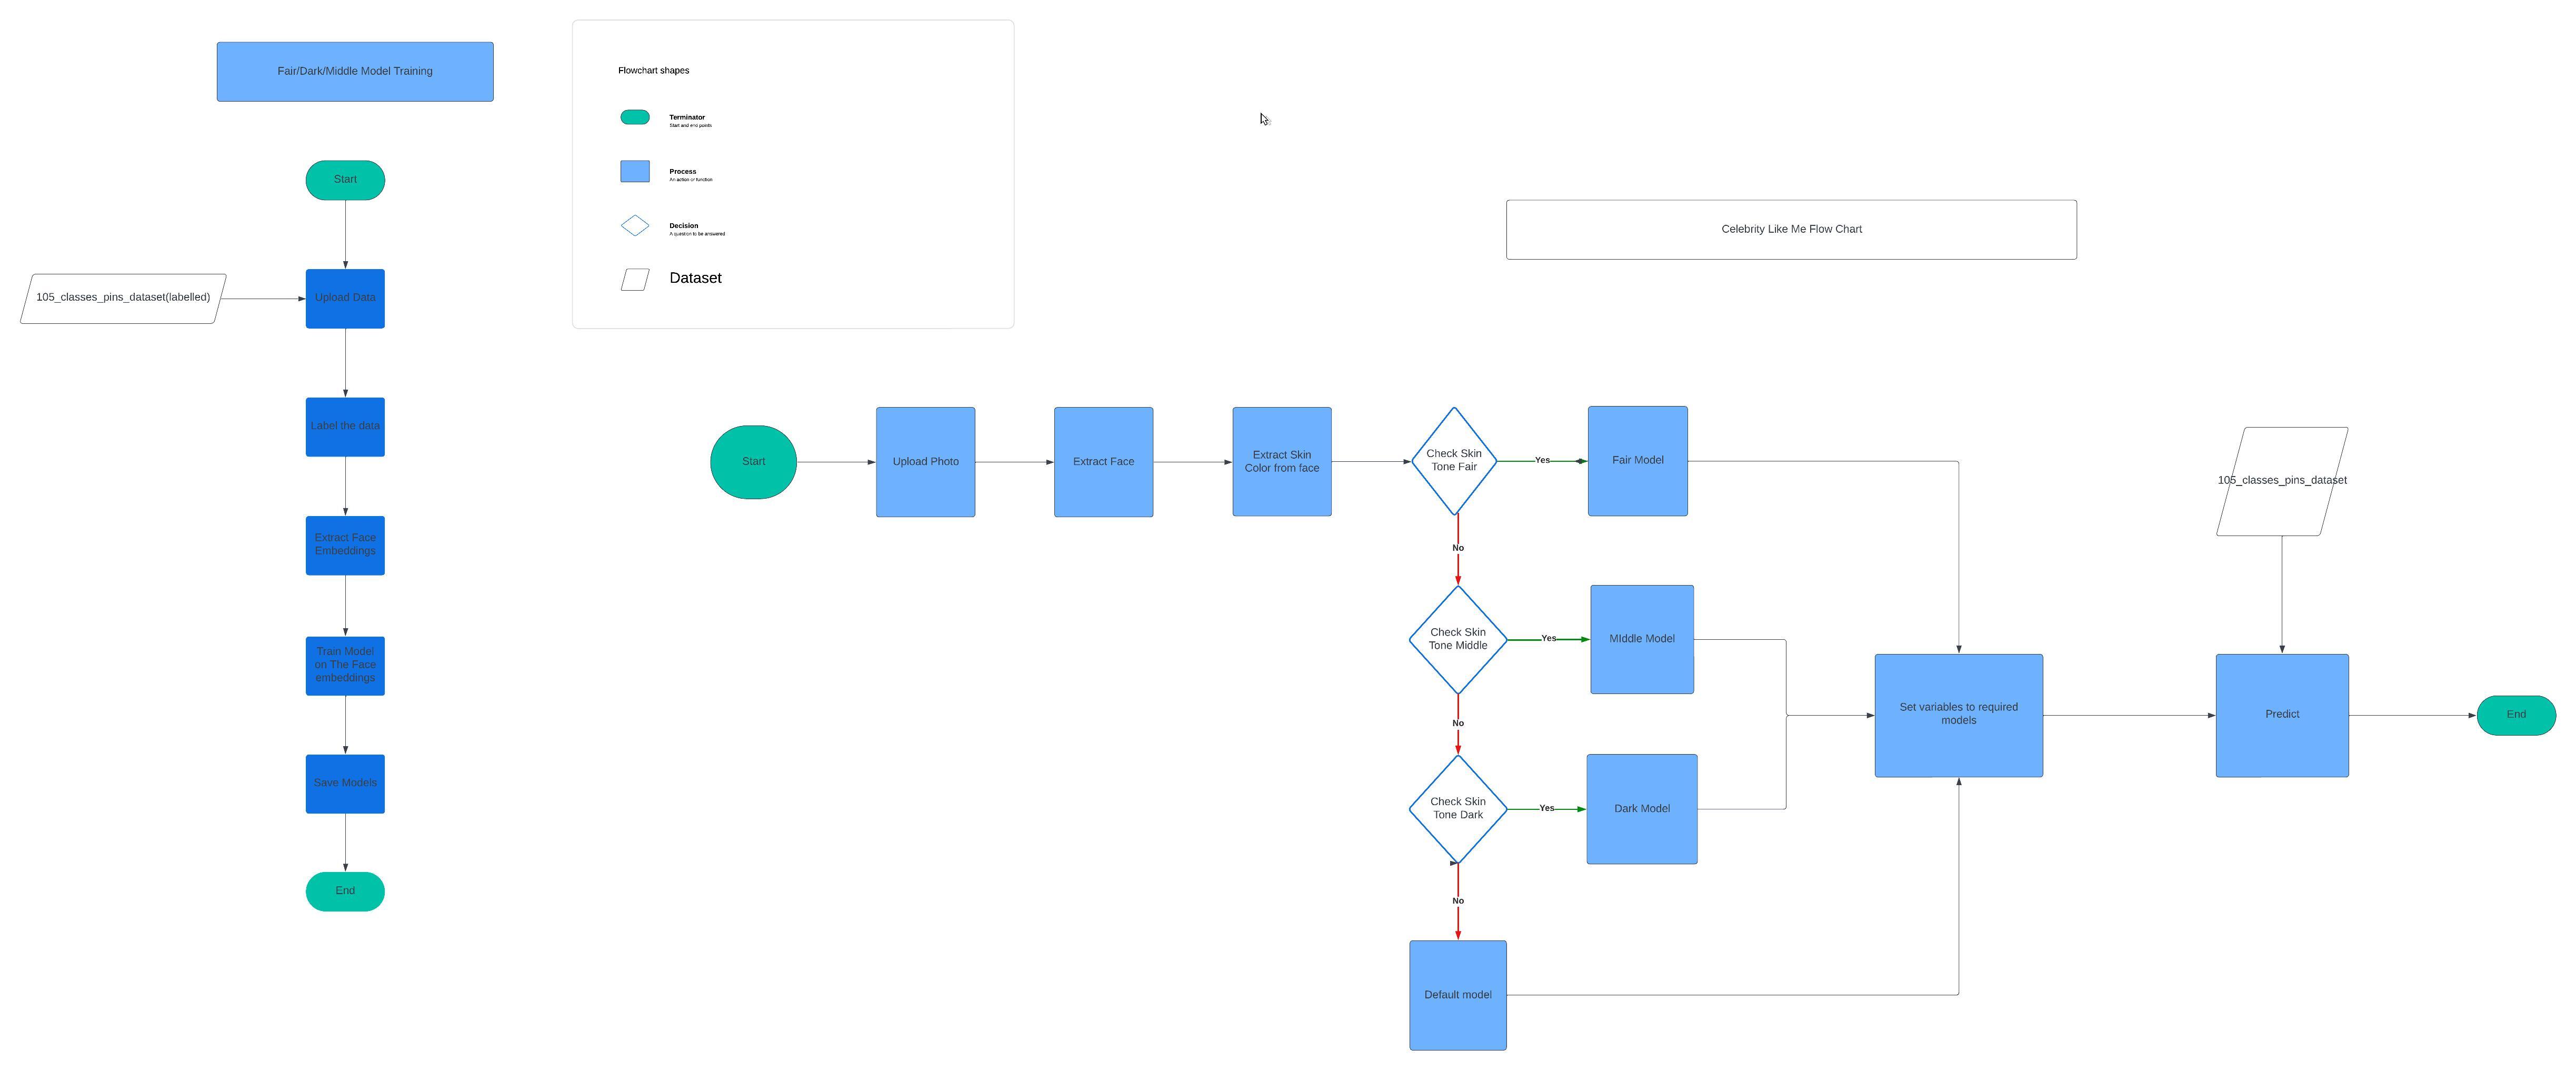 Fair/Dark/Middle Model Training
Start
105_classes_pins_dataset(labelled)
Upload Data
Label the data
Extract Face
Embeddings
Train Model
on The Face
embeddings
Save Models
End
Flowchart shapes
Terminator
Start and end points
Process
An action or function
Decision
A question to be answered
Dataset
Celebrity Like Me Flow Chart
Start
Upload Photo
Extract Face
Extract Skin
Color from face
Check Skin
Tone Fair
Yes
Fair Model
No
Check Skin
Tone Middle
Yes
MIddle Model
No
Check Skin
Tone Dark
Yes
Dark Model
No
Default model
Set variables to required
models
105_classes_pins_dataset
Predict
End